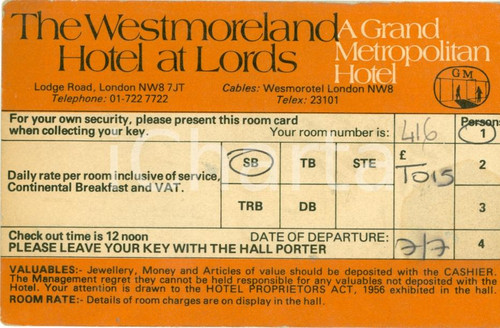 The Westmoreland
Hotel at Lords
A Grand
Metropolitan
Hotel
GM
Lodge Road, London NW8 7JT
Telephone: 01-722 7722
Cables: Wesmorotel London NW8
Telex: 23101
For your own security, please present this room card
when collecting your key.
Your room number is:
416
Persons
1
Daily rate per room inclusive of service,
Continental Breakfast and VAT.
SB TB STE
£
TO15
2
TRB DB
3
Check out time is 12 noon
DATE OF DEPARTURE:
7/7
4
PLEASE LEAVE YOUR KEY WITH THE HALL PORTER
VALUABLES:- Jewellery, Money and Articles of value should be deposited with the CASHIER.
The Management regret they cannot be held responsible for any valuables not deposited with the
Hotel. Your attention is drawn to the HOTEL PROPRIETORS ACT, 1956 exhibited in the hall.
ROOM RATE:- Details of room charges are on display in the hall.